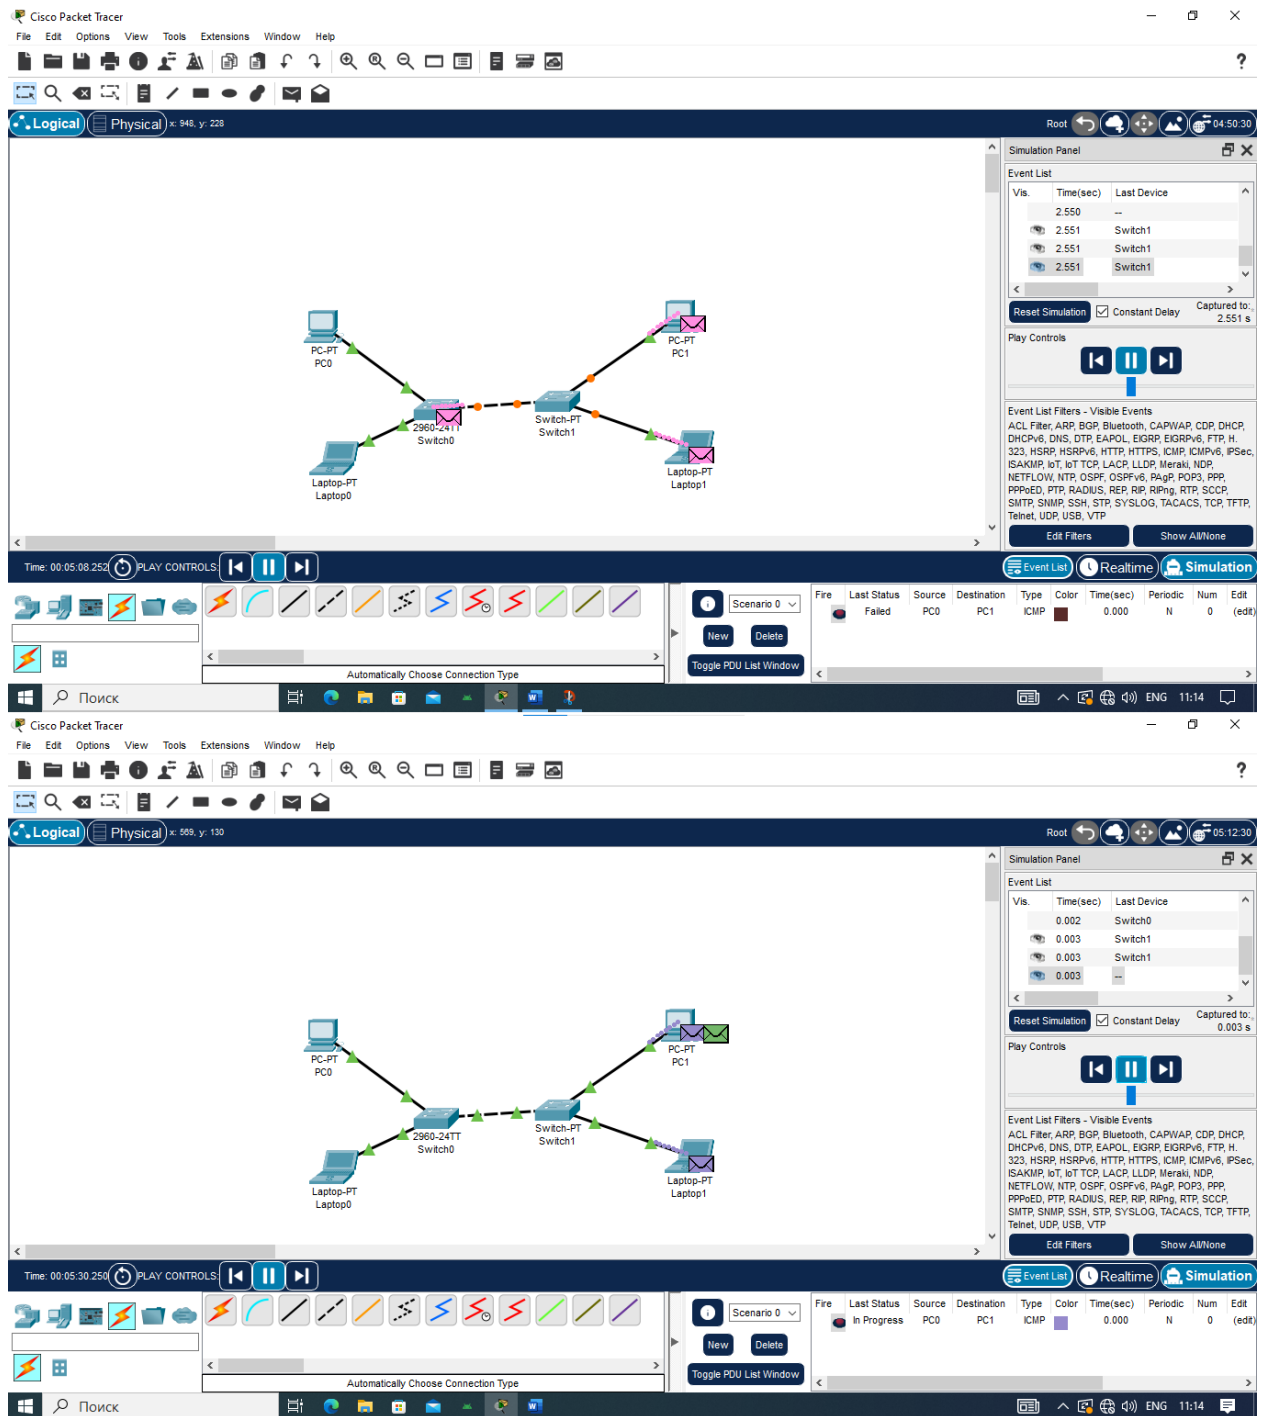 Cisco Packet Tracer
File Edit Options View Tools Extensions Window Help
?
Logical Physical x: 948, y: 228 Root 04:50:30
Simulation Panel
Event List
Vis. Time(sec) Last Device
2.550 --
2.551 Switch1
2.551 Switch1
2.551 Switch1
Reset Simulation Constant Delay Captured to:
2.551 s
Play Controls
PC-PT
PC0
PC-PT
PC1
2960-24TT
Switch0
Switch-PT
Switch1
Laptop-PT
Laptop0
Laptop-PT
Laptop1
Event List Filters - Visible Events
ACL Filter, ARP, BGP, Bluetooth, CAPWAP, CDP, DHCP,
DHCPv6, DNS, DTP, EAPOL, EIGRP, EIGRPv6, FTP, H.
323, HSRP, HSRPv6, HTTP, HTTPS, ICMP, ICMPv6, IPSec,
ISAKMP, IoT, IoT TCP, LACP, LLDP, Meraki, NDP,
NETFLOW, NTP, OSPF, OSPFv6, PAgP, POP3, PPP,
PPPoED, PTP, RADIUS, REP, RIP, RIPng, RTP, SCCP,
SMTP, SNMP, SSH, STP, SYSLOG, TACACS, TCP, TFTP,
Telnet, UDP, USB, VTP
Edit Filters Show All/None
Time: 00:05:08.252 PLAY CONTROLS:
Event List Realtime Simulation
Scenario 0
New Delete
Toggle PDU List Window
Fire Last Status Source Destination Type Color Time(sec) Periodic Num Edit
Failed PC0 PC1 ICMP 0.000 N 0 (edit)
Automatically Choose Connection Type
Поиск ENG 11:14
Cisco Packet Tracer
File Edit Options View Tools Extensions Window Help
?
Logical Physical x: 569, y: 130 Root 05:12:30
Simulation Panel
Event List
Vis. Time(sec) Last Device
0.002 Switch0
0.003 Switch1
0.003 Switch1
0.003 --
Reset Simulation Constant Delay Captured to:
0.003 s
Play Controls
PC-PT
PC0
PC-PT
PC1
2960-24TT
Switch0
Switch-PT
Switch1
Laptop-PT
Laptop0
Laptop-PT
Laptop1
Event List Filters - Visible Events
ACL Filter, ARP, BGP, Bluetooth, CAPWAP, CDP, DHCP,
DHCPv6, DNS, DTP, EAPOL, EIGRP, EIGRPv6, FTP, H.
323, HSRP, HSRPv6, HTTP, HTTPS, ICMP, ICMPv6, IPSec,
ISAKMP, IoT, IoT TCP, LACP, LLDP, Meraki, NDP,
NETFLOW, NTP, OSPF, OSPFv6, PAgP, POP3, PPP,
PPPoED, PTP, RADIUS, REP, RIP, RIPng, RTP, SCCP,
SMTP, SNMP, SSH, STP, SYSLOG, TACACS, TCP, TFTP,
Telnet, UDP, USB, VTP
Edit Filters Show All/None
Time: 00:05:30.250 PLAY CONTROLS:
Event List Realtime Simulation
Scenario 0
New Delete
Toggle PDU List Window
Fire Last Status Source Destination Type Color Time(sec) Periodic Num Edit
In Progress PC0 PC1 ICMP 0.000 N 0 (edit)
Automatically Choose Connection Type
Поиск ENG 11:14